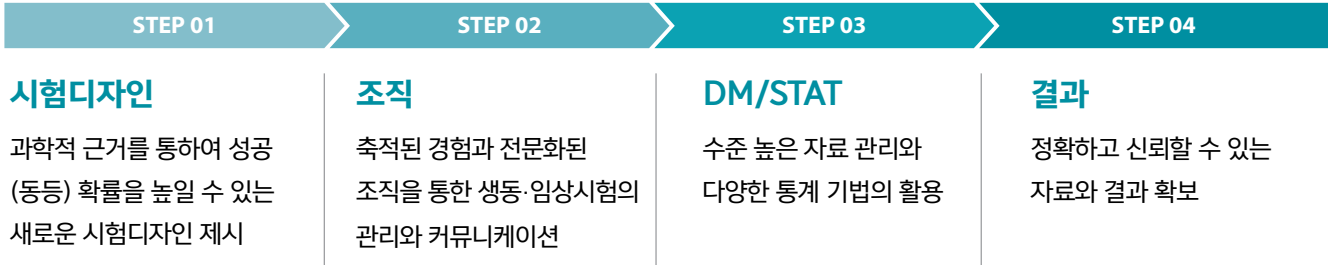 STEP 01
STEP 02
STEP 03
STEP 04
시험디자인
과학적 근거를 통하여 성공
(동등) 확률을 높일 수 있는
새로운 시험디자인 제시
조직
축적된 경험과 전문화된
조직을 통한 생동·임상시험의
관리와 커뮤니케이션
DM/STAT
수준 높은 자료 관리와
다양한 통계 기법의 활용
결과
정확하고 신뢰할 수 있는
자료와 결과 확보